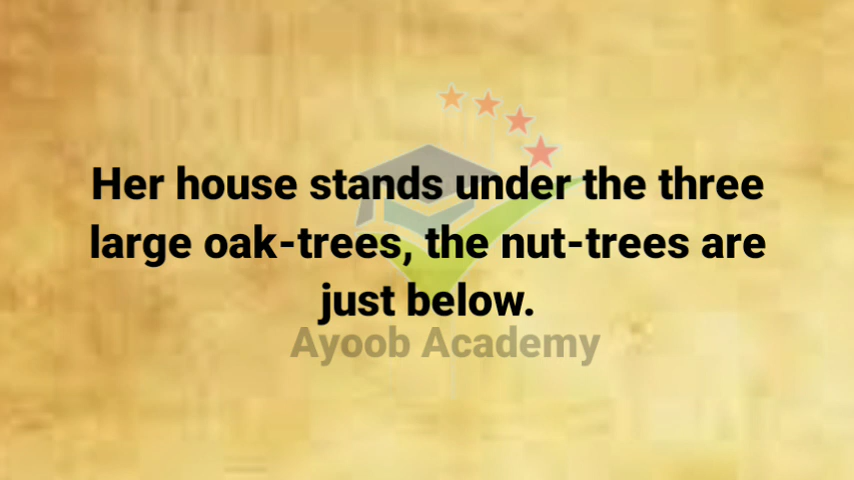 Her house stands under the three
large oak-trees, the nut-trees are
just below.
Ayoob Academy